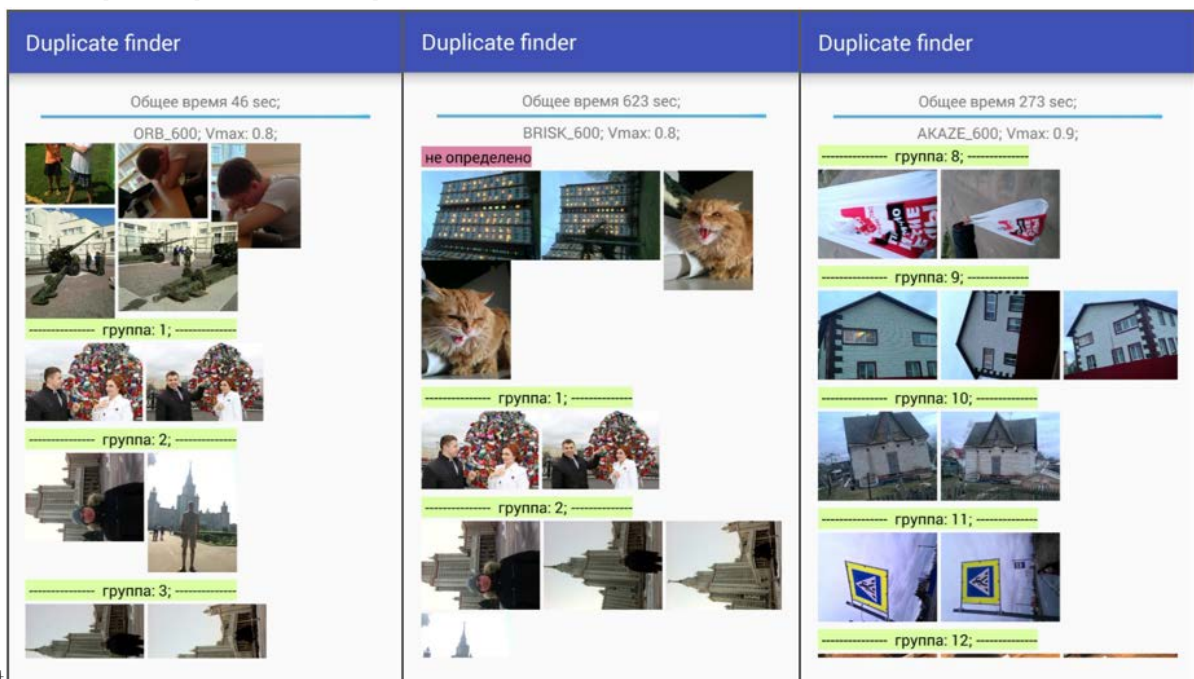 Duplicate finder
Общее время 46 sec;
ORB_600; Vmax: 0.8;
-------------- группа: 1; -------------
-------------- группа: 2; -------------
-------------- группа: 3; -------------
Duplicate finder
Общее время 623 sec;
BRISK_600; Vmax: 0.8;
не определено
-------------- группа: 1; -------------
-------------- группа: 2; -------------
Duplicate finder
Общее время 273 sec;
AKAZE_600; Vmax: 0.9;
-------------- группа: 8; -------------
-------------- группа: 9; -------------
-------------- группа: 10; -------------
-------------- группа: 11; -------------
-------------- группа: 12; -------------